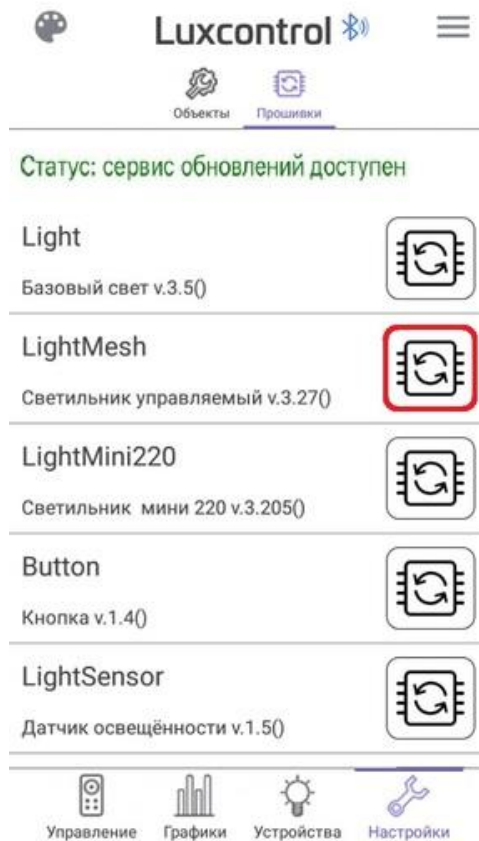 Luxcontrol
Объекты Прошивки
Статус: сервис обновлений доступен
Light
Базовый свет v.3.5()
LightMesh
Светильник управляемый v.3.27()
LightMini220
Светильник мини 220 v.3.205()
Button
Кнопка v.1.4()
LightSensor
Датчик освещённости v.1.5()
Управление Графики Устройства Настройки